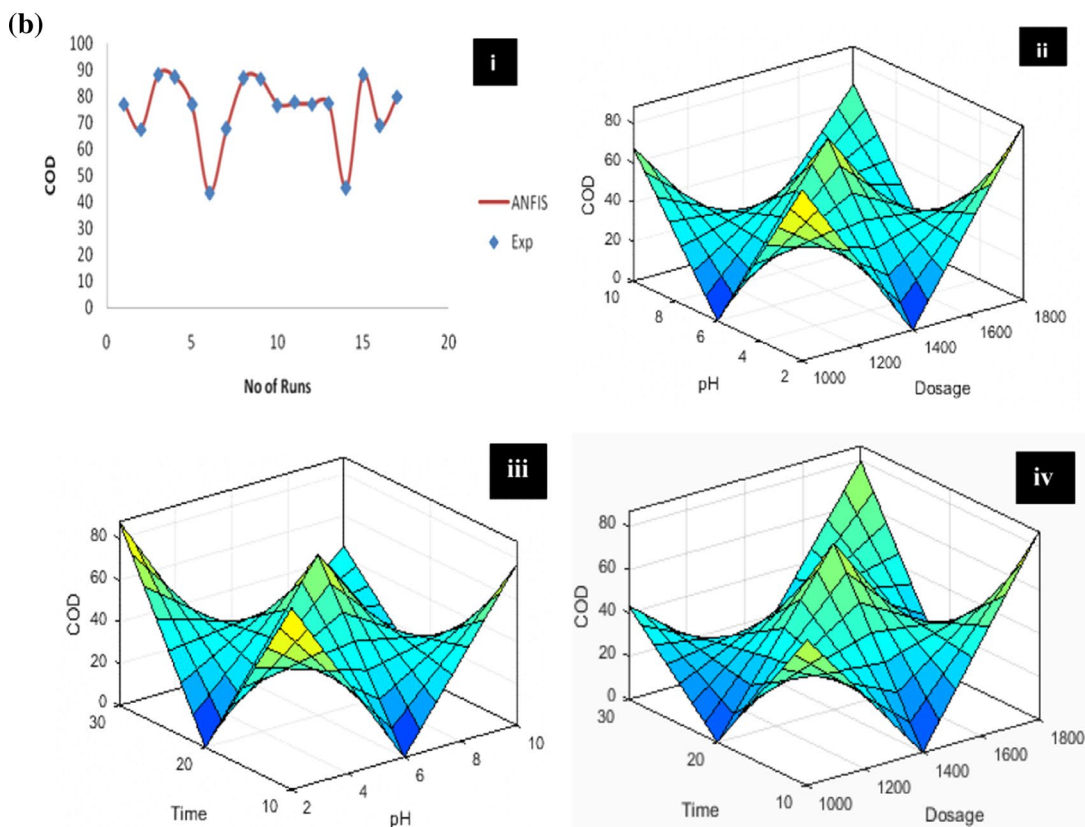 (b)
i
100
90
80
70
60
50
40
30
20
10
0
COD
0 5 10 15 20
No of Runs
ANFIS
Exp
ii
80
60
40
20
0
COD
10 8 6 4 2
pH
1000 1200 1400 1600 1800
Dosage
iii
80
60
40
20
0
COD
30 20 10
Time
2 4 6 8 10
pH
iv
80
60
40
20
0
COD
30 20 10
Time
1000 1200 1400 1600 1800
Dosage